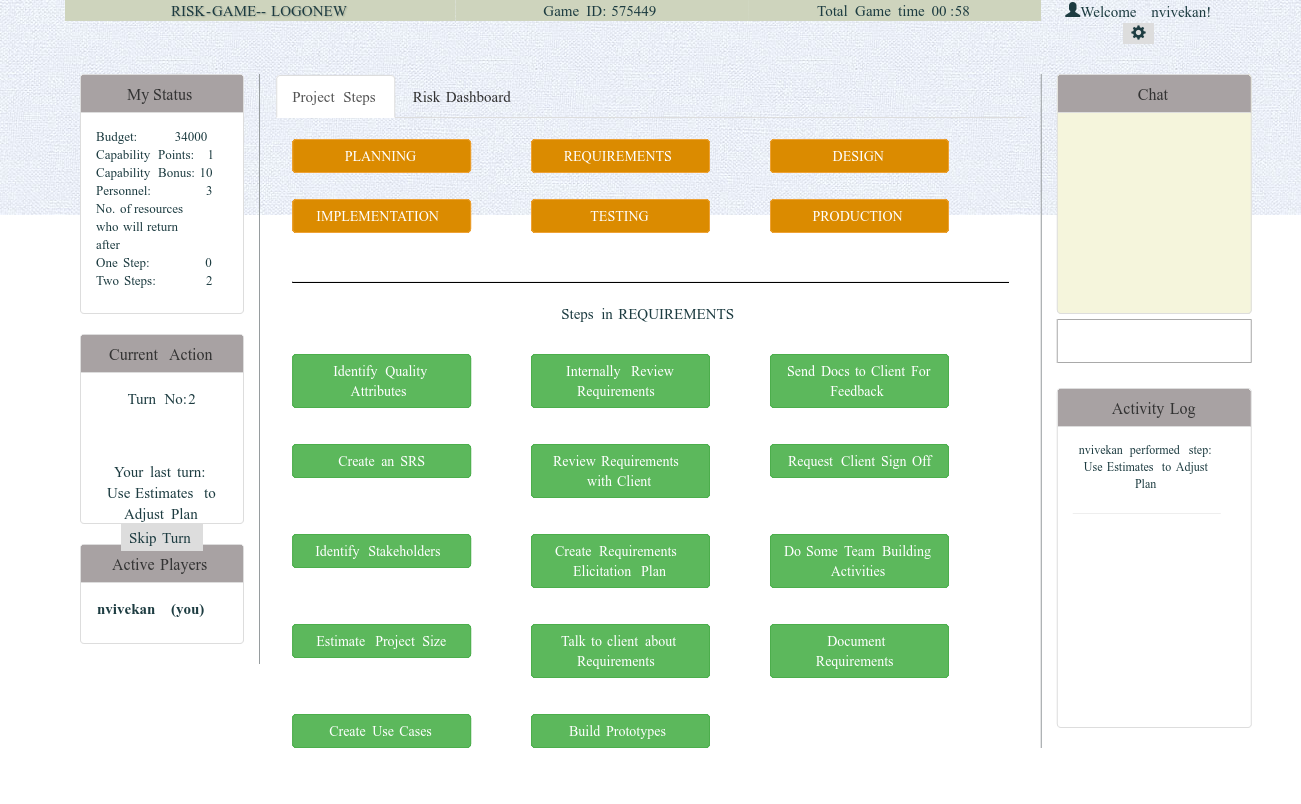 RISK-GAME-- LOGONEW
Game ID: 575449
Total Game time 00 :58
Welcome nvivekan!
My Status
Budget: 34000
Capability Points: 1
Capability Bonus: 10
Personnel: 3
No. of resources
who will return
after
One Step: 0
Two Steps: 2
Current Action
Turn No:2
Your last turn:
Use Estimates to
Adjust Plan
Skip Turn
Active Players
nvivekan (you)
Project Steps
Risk Dashboard
PLANNING
REQUIREMENTS
DESIGN
IMPLEMENTATION
TESTING
PRODUCTION
Steps in REQUIREMENTS
Identify Quality
Attributes
Internally Review
Requirements
Send Docs to Client For
Feedback
Create an SRS
Review Requirements
with Client
Request Client Sign Off
Identify Stakeholders
Create Requirements
Elicitation Plan
Do Some Team Building
Activities
Estimate Project Size
Talk to client about
Requirements
Document
Requirements
Create Use Cases
Build Prototypes
Chat
Activity Log
nvivekan performed step:
Use Estimates to Adjust
Plan